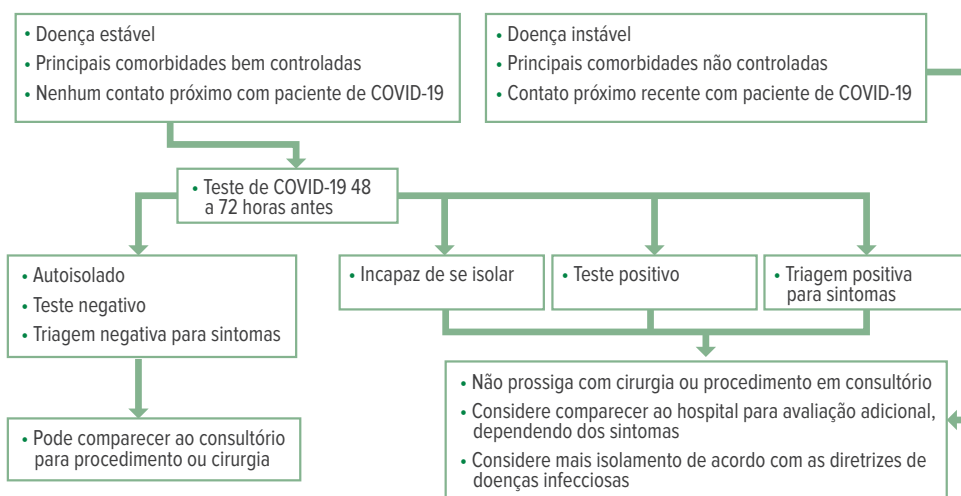 • Doença estável
• Principais comorbidades bem controladas
• Nenhum contato próximo com paciente de COVID-19
• Doença instável
• Principais comorbidades não controladas
• Contato próximo recente com paciente de COVID-19
• Teste de COVID-19 48
a 72 horas antes
• Autoisolado
• Teste negativo
• Triagem negativa para sintomas
• Incapaz de se isolar
• Teste positivo
• Triagem positiva
para sintomas
• Pode comparecer ao consultório
para procedimento ou cirurgia
• Não prossiga com cirurgia ou procedimento em consultório
• Considere comparecer ao hospital para avaliação adicional,
dependendo dos sintomas
• Considere mais isolamento de acordo com as diretrizes de
doenças infecciosas